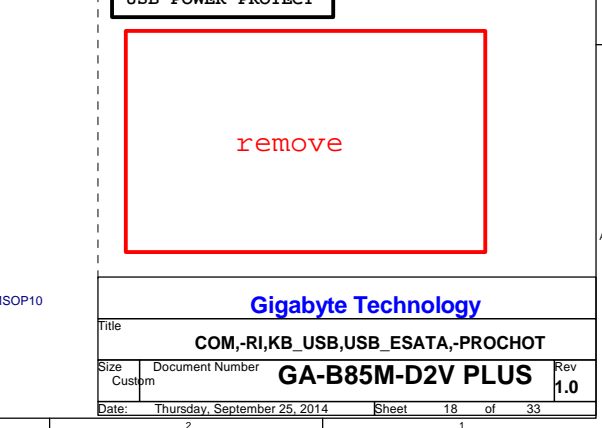 USB POWER PROTECT
remove
MSOP10
Gigabyte Technology
Title
COM,-RI,KB_USB,USB_ESATA,-PROCHOT
Size
Custom
Document Number
GA-B85M-D2V PLUS
Rev
1.0
Date: Thursday, September 25, 2014 Sheet 18 of 33
2 1